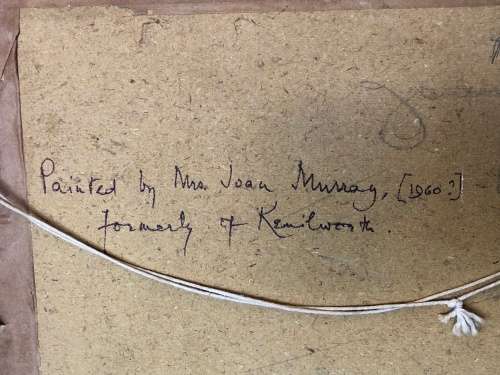 Painted by Mrs. Joan Murray, [1960?]
formerly of Kenilworth.